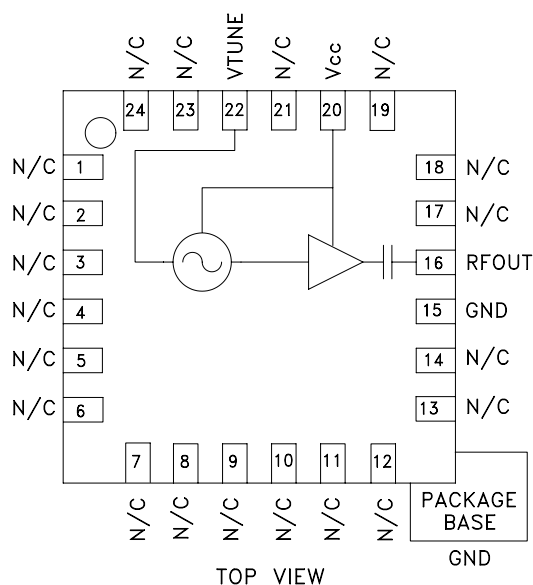 N/C N/C VTUNE N/C Vcc N/C
24 23 22 21 20 19
N/C 1
18 N/C
N/C 2
17 N/C
N/C 3
16 RFOUT
N/C 4
15 GND
N/C 5
14 N/C
N/C 6
13 N/C
7 8 9 10 11 12
N/C N/C N/C N/C N/C N/C
PACKAGE
BASE
GND
TOP VIEW